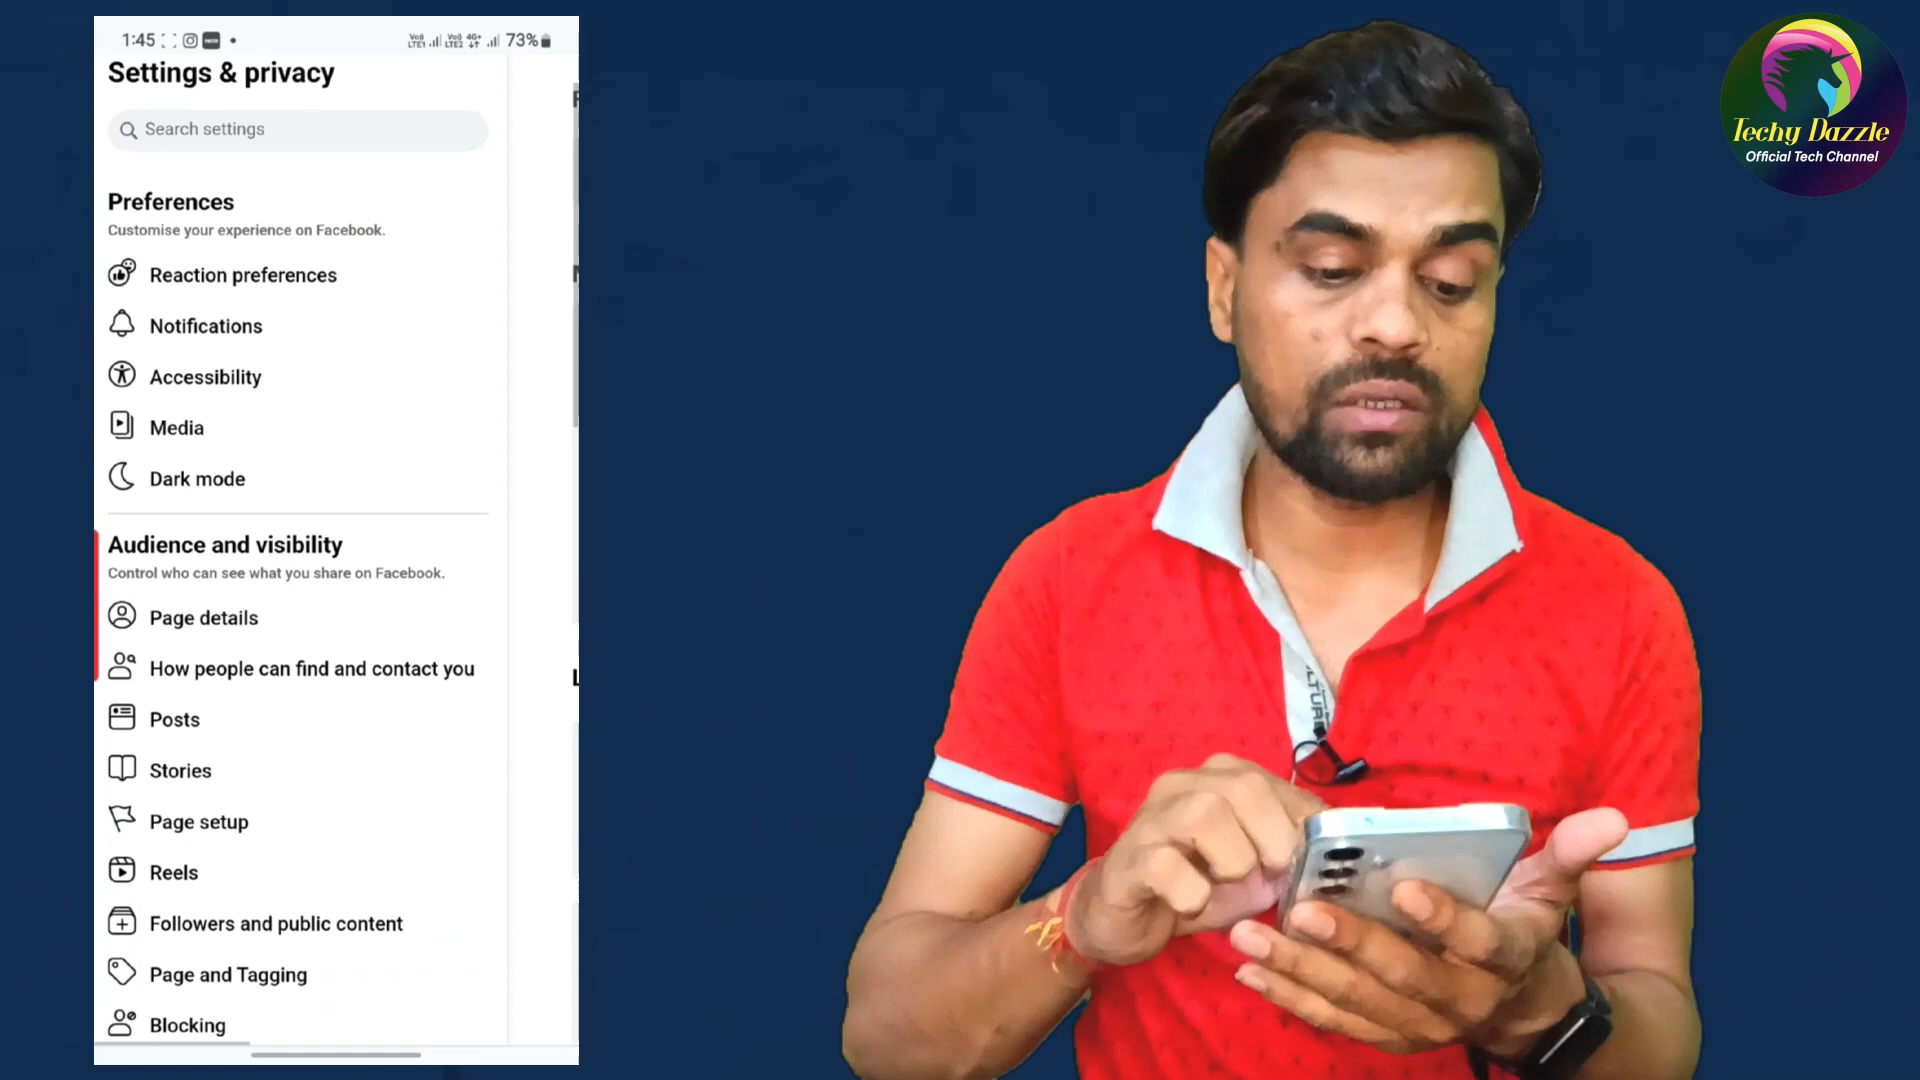 1:45
73%
Settings & privacy
Search settings
Preferences
Customise your experience on Facebook.
Reaction preferences
Notifications
Accessibility
Media
Dark mode
Audience and visibility
Control who can see what you share on Facebook.
Page details
How people can find and contact you
Posts
Stories
Page setup
Reels
Followers and public content
Page and Tagging
Blocking
Techy Dazzle
Official Tech Channel